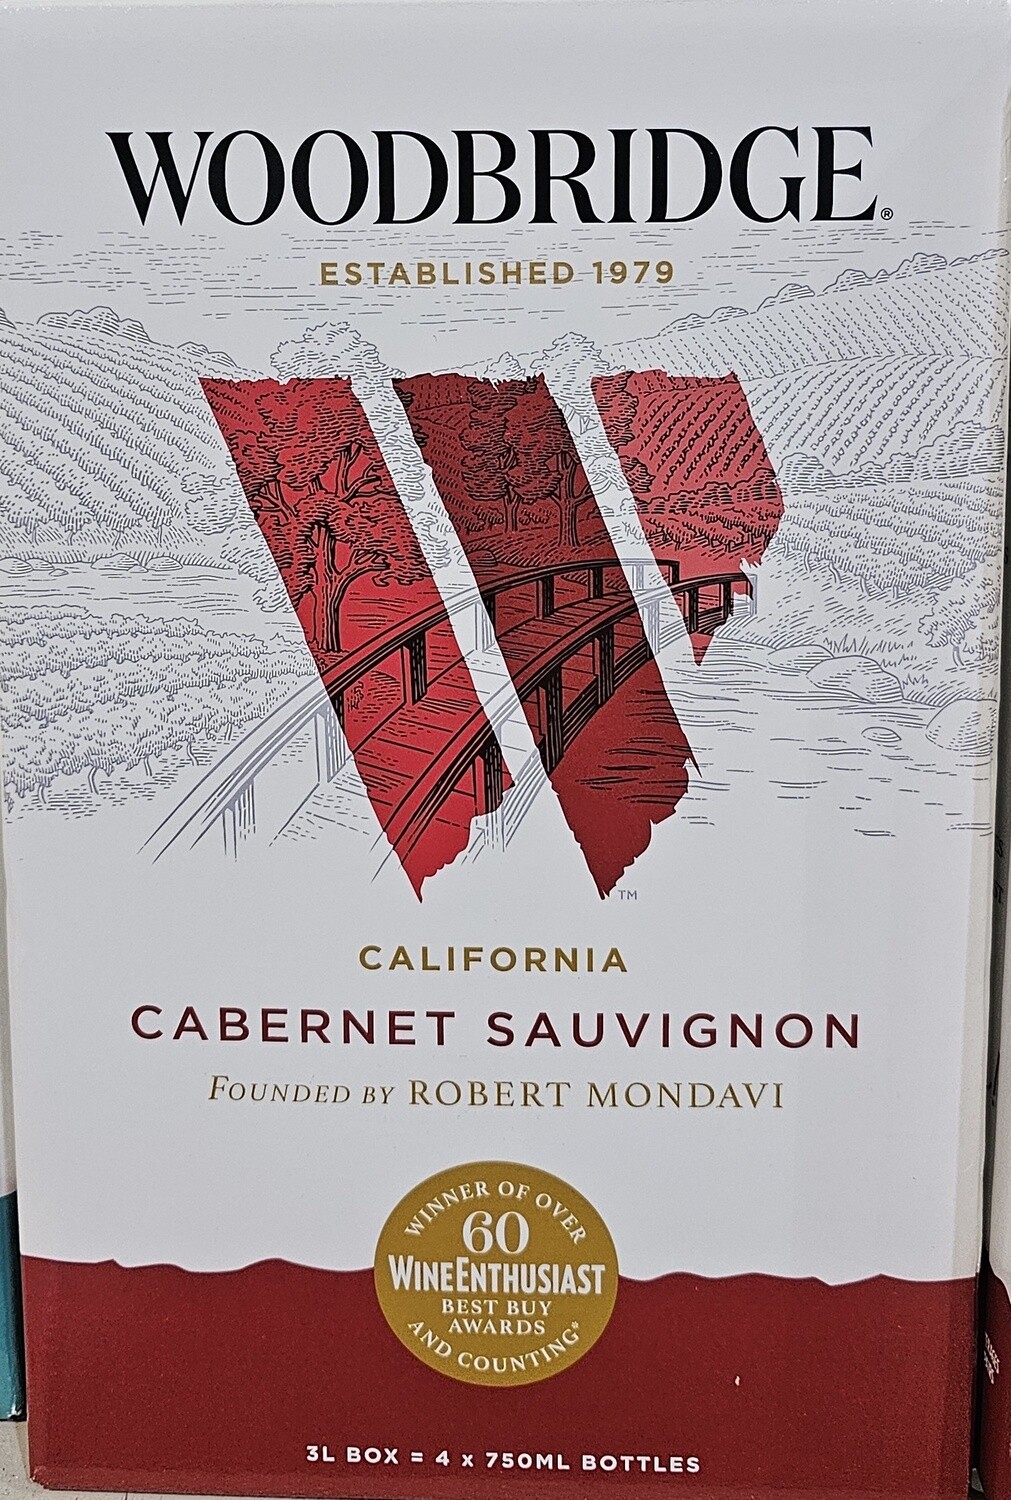 WOODBRIDGE®
ESTABLISHED 1979
TM
CALIFORNIA
CABERNET SAUVIGNON
FOUNDED BY ROBERT MONDAVI
WINNER OF OVER
60
WINEENTHUSIAST
BEST BUY
AWARDS
AND COUNTING*
3L BOX = 4 x 750ML BOTTLES